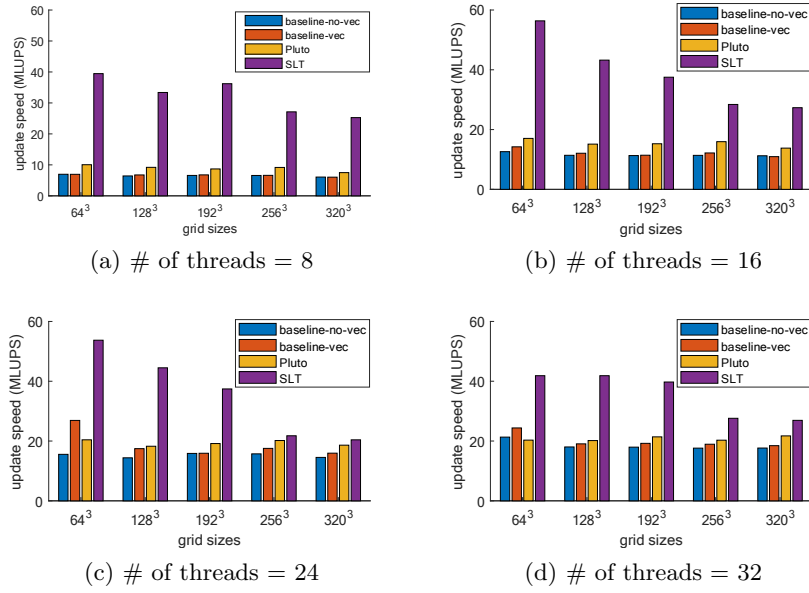 60
50
40
30
20
10
0
update speed (MLUPS)
baseline-no-vec
baseline-vec
Pluto
SLT
64³ 128³ 192³ 256³ 320³
grid sizes
(a) # of threads = 8
60
40
20
0
update speed (MLUPS)
baseline-no-vec
baseline-vec
Pluto
SLT
64³ 128³ 192³ 256³ 320³
grid sizes
(b) # of threads = 16
60
40
20
0
update speed (MLUPS)
baseline-no-vec
baseline-vec
Pluto
SLT
64³ 128³ 192³ 256³ 320³
grid sizes
(c) # of threads = 24
60
40
20
0
update speed (MLUPS)
baseline-no-vec
baseline-vec
Pluto
SLT
64³ 128³ 192³ 256³ 320³
grid sizes
(d) # of threads = 32